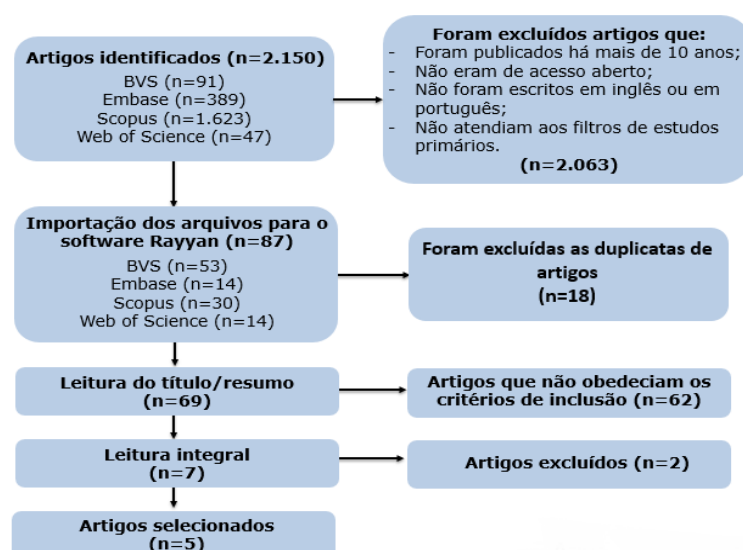 Artigos identificados (n=2.150)
BVS (n=91)
Embase (n=389)
Scopus (n=1.623)
Web of Science (n=47)
Foram excluídos artigos que:
- Foram publicados há mais de 10 anos;
- Não eram de acesso aberto;
- Não foram escritos em inglês ou em
português;
- Não atendiam aos filtros de estudos
primários.
(n=2.063)
Importação dos arquivos para o
software Rayyan (n=87)
BVS (n=53)
Embase (n=14)
Scopus (n=30)
Web of Science (n=14)
Foram excluídas as duplicatas de
artigos
(n=18)
Leitura do título/resumo
(n=69)
Artigos que não obedeciam os
critérios de inclusão (n=62)
Leitura integral
(n=7)
Artigos excluídos (n=2)
Artigos selecionados
(n=5)